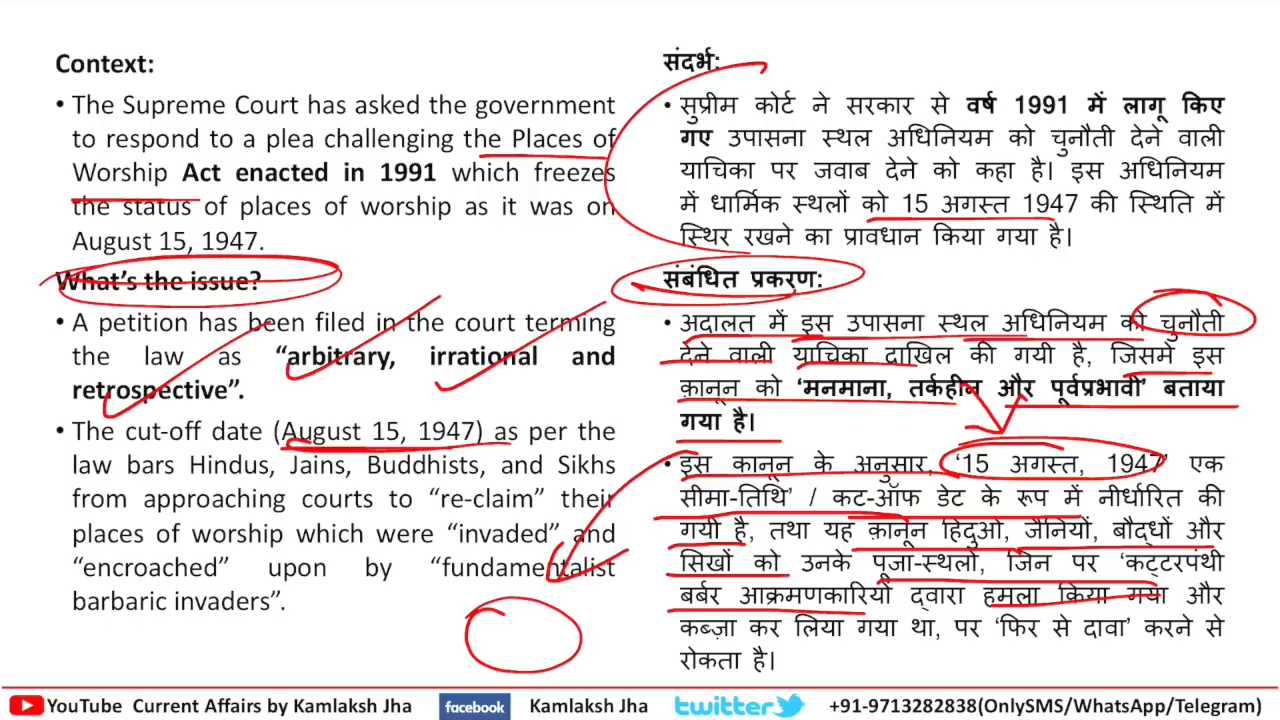 Context:
• The Supreme Court has asked the government
to respond to a plea challenging the Places of
Worship Act enacted in 1991 which freezes
the status of places of worship as it was on
August 15, 1947.
What's the issue?
• A petition has been filed in the court terming
the law as “arbitrary, irrational and
retrospective”.
• The cut-off date (August 15, 1947) as per the
law bars Hindus, Jains, Buddhists, and Sikhs
from approaching courts to “re-claim” their
places of worship which were “invaded” and
“encroached” upon by “fundamentalist
barbaric invaders”.
संदर्भ:
• सुप्रीम कोर्ट ने सरकार से वर्ष 1991 में लागू किए
गए उपासना स्थल अधिनियम को चुनौती देने वाली
याचिका पर जवाब देने को कहा है। इस अधिनियम
में धार्मिक स्थलों को 15 अगस्त 1947 की स्थिति में
स्थिर रखने का प्रावधान किया गया है।
संबंधित प्रकरण:
• अदालत में इस उपासना स्थल अधिनियम को चुनौती
देने वाली याचिका दाखिल की गयी है, जिसमें इस
क़ानून को ‘मनमाना, तर्कहीन और पूर्वप्रभावी’ बताया
गया है।
• इस कानून के अनुसार, ‘15 अगस्त, 1947’ एक
सीमा-तिथि’ / कट-ऑफ डेट के रूप में नीर्धारित की
गयी है, तथा यह क़ानून हिंदुओं, जैनियों, बौद्धों और
सिखों को उनके पूजा-स्थलों, जिन पर ‘कट्टरपंथी
बर्बर आक्रमणकारियों द्वारा हमला किया गया और
कब्ज़ा कर लिया गया था, पर ‘फिर से दावा’ करने से
रोकता है।
YouTube Current Affairs by Kamlaksh Jha facebook Kamlaksh Jha twitter +91-9713282838(OnlySMS/WhatsApp/Telegram)